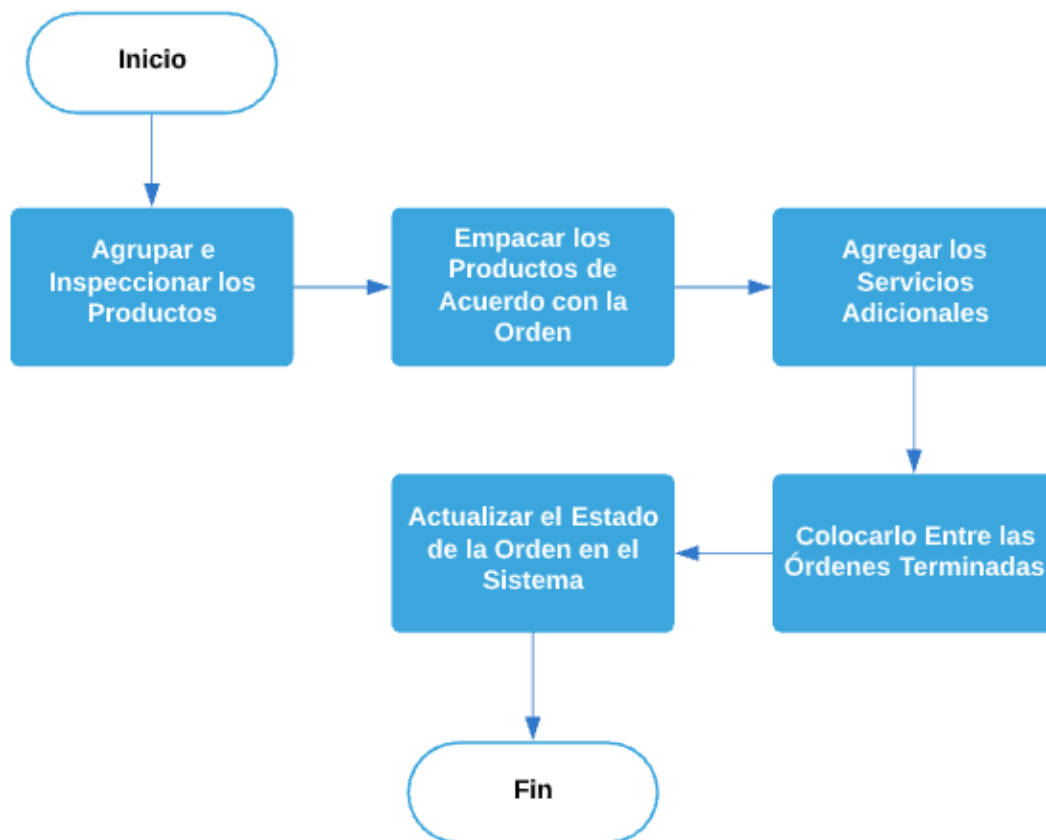 Inicio
Agrupar e
Inspeccionar los
Productos
Empacar los
Productos de
Acuerdo con la
Orden
Agregar los
Servicios
Adicionales
Colocarlo Entre las
Órdenes Terminadas
Actualizar el Estado
de la Orden en el
Sistema
Fin